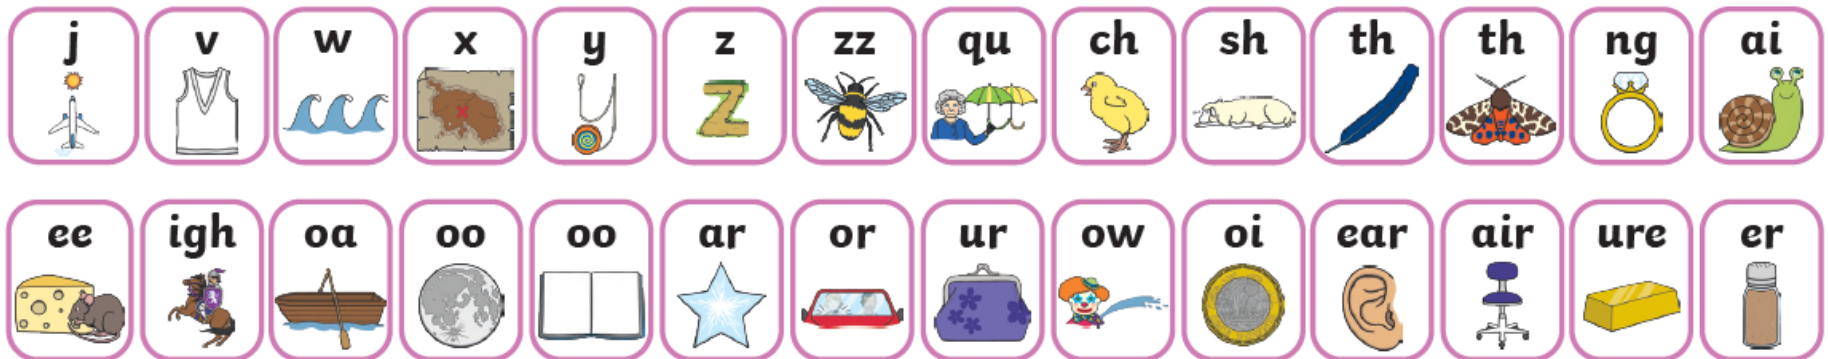 j v w x y z zz qu ch sh th th ng ai
ee igh oa oo oo ar or ur ow oi ear air ure er